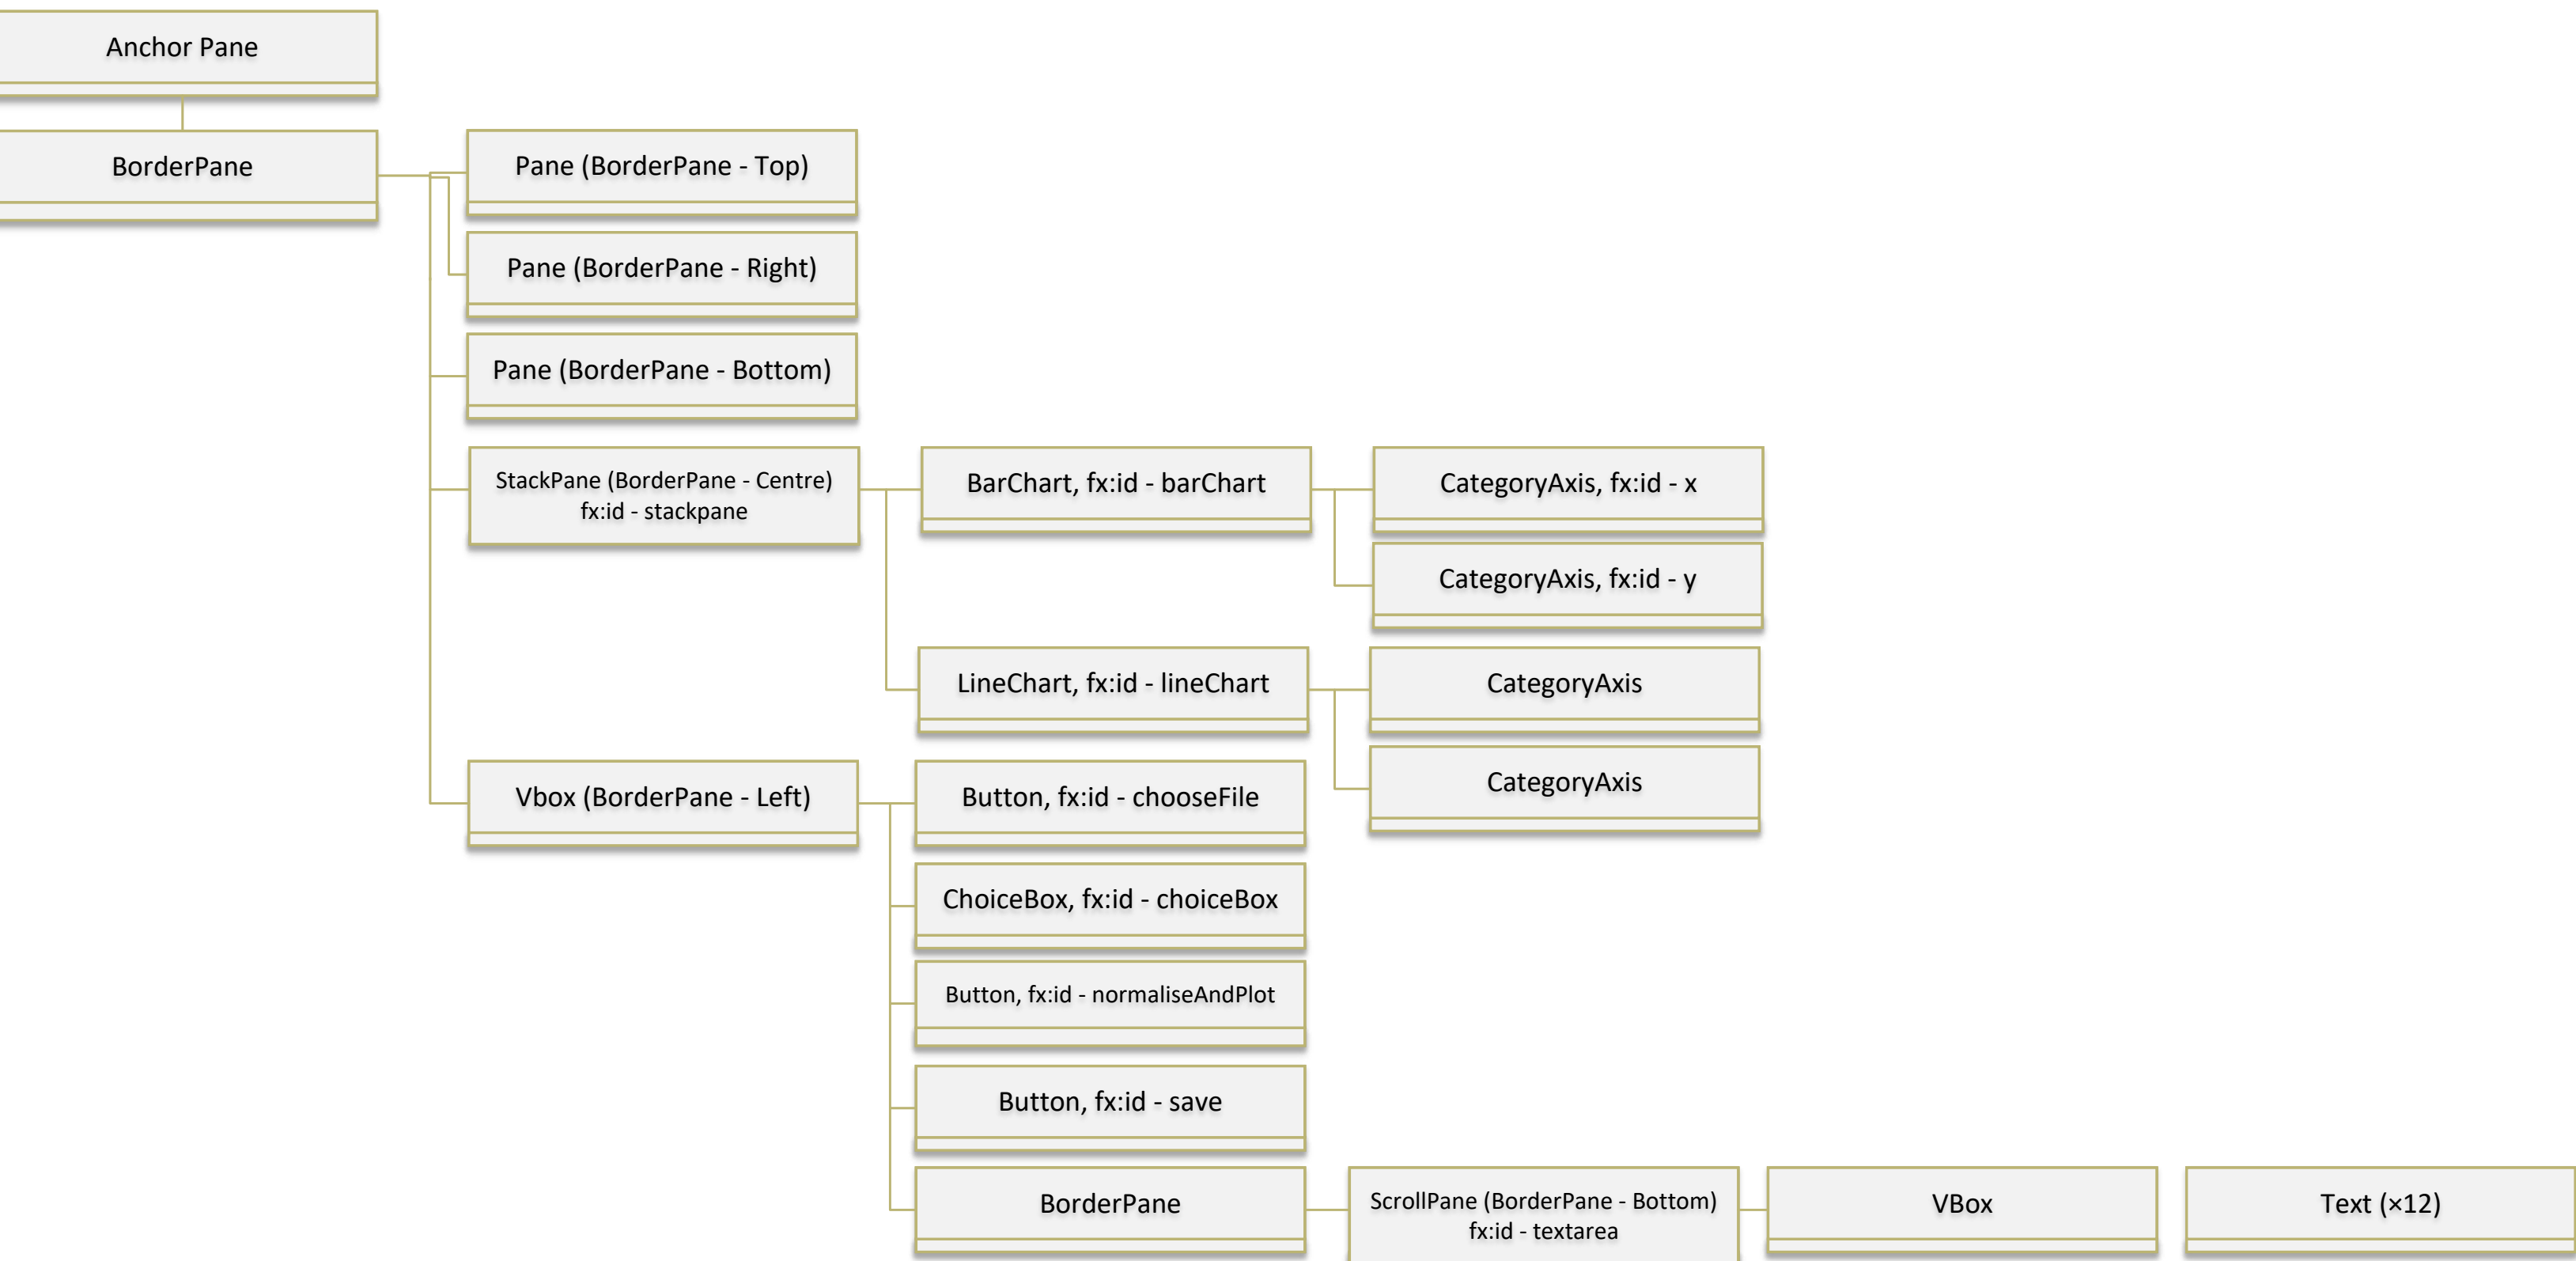 Anchor Pane
BorderPane
Pane (BorderPane - Top)
Pane (BorderPane - Right)
Pane (BorderPane - Bottom)
StackPane (BorderPane - Centre)
fx:id - stackpane
BarChart, fx:id - barChart
CategoryAxis, fx:id - x
CategoryAxis, fx:id - y
LineChart, fx:id - lineChart
CategoryAxis
CategoryAxis
Vbox (BorderPane - Left)
Button, fx:id - chooseFile
ChoiceBox, fx:id - choiceBox
Button, fx:id - normaliseAndPlot
Button, fx:id - save
BorderPane
ScrollPane (BorderPane - Bottom)
fx:id - textarea
VBox
Text (×12)